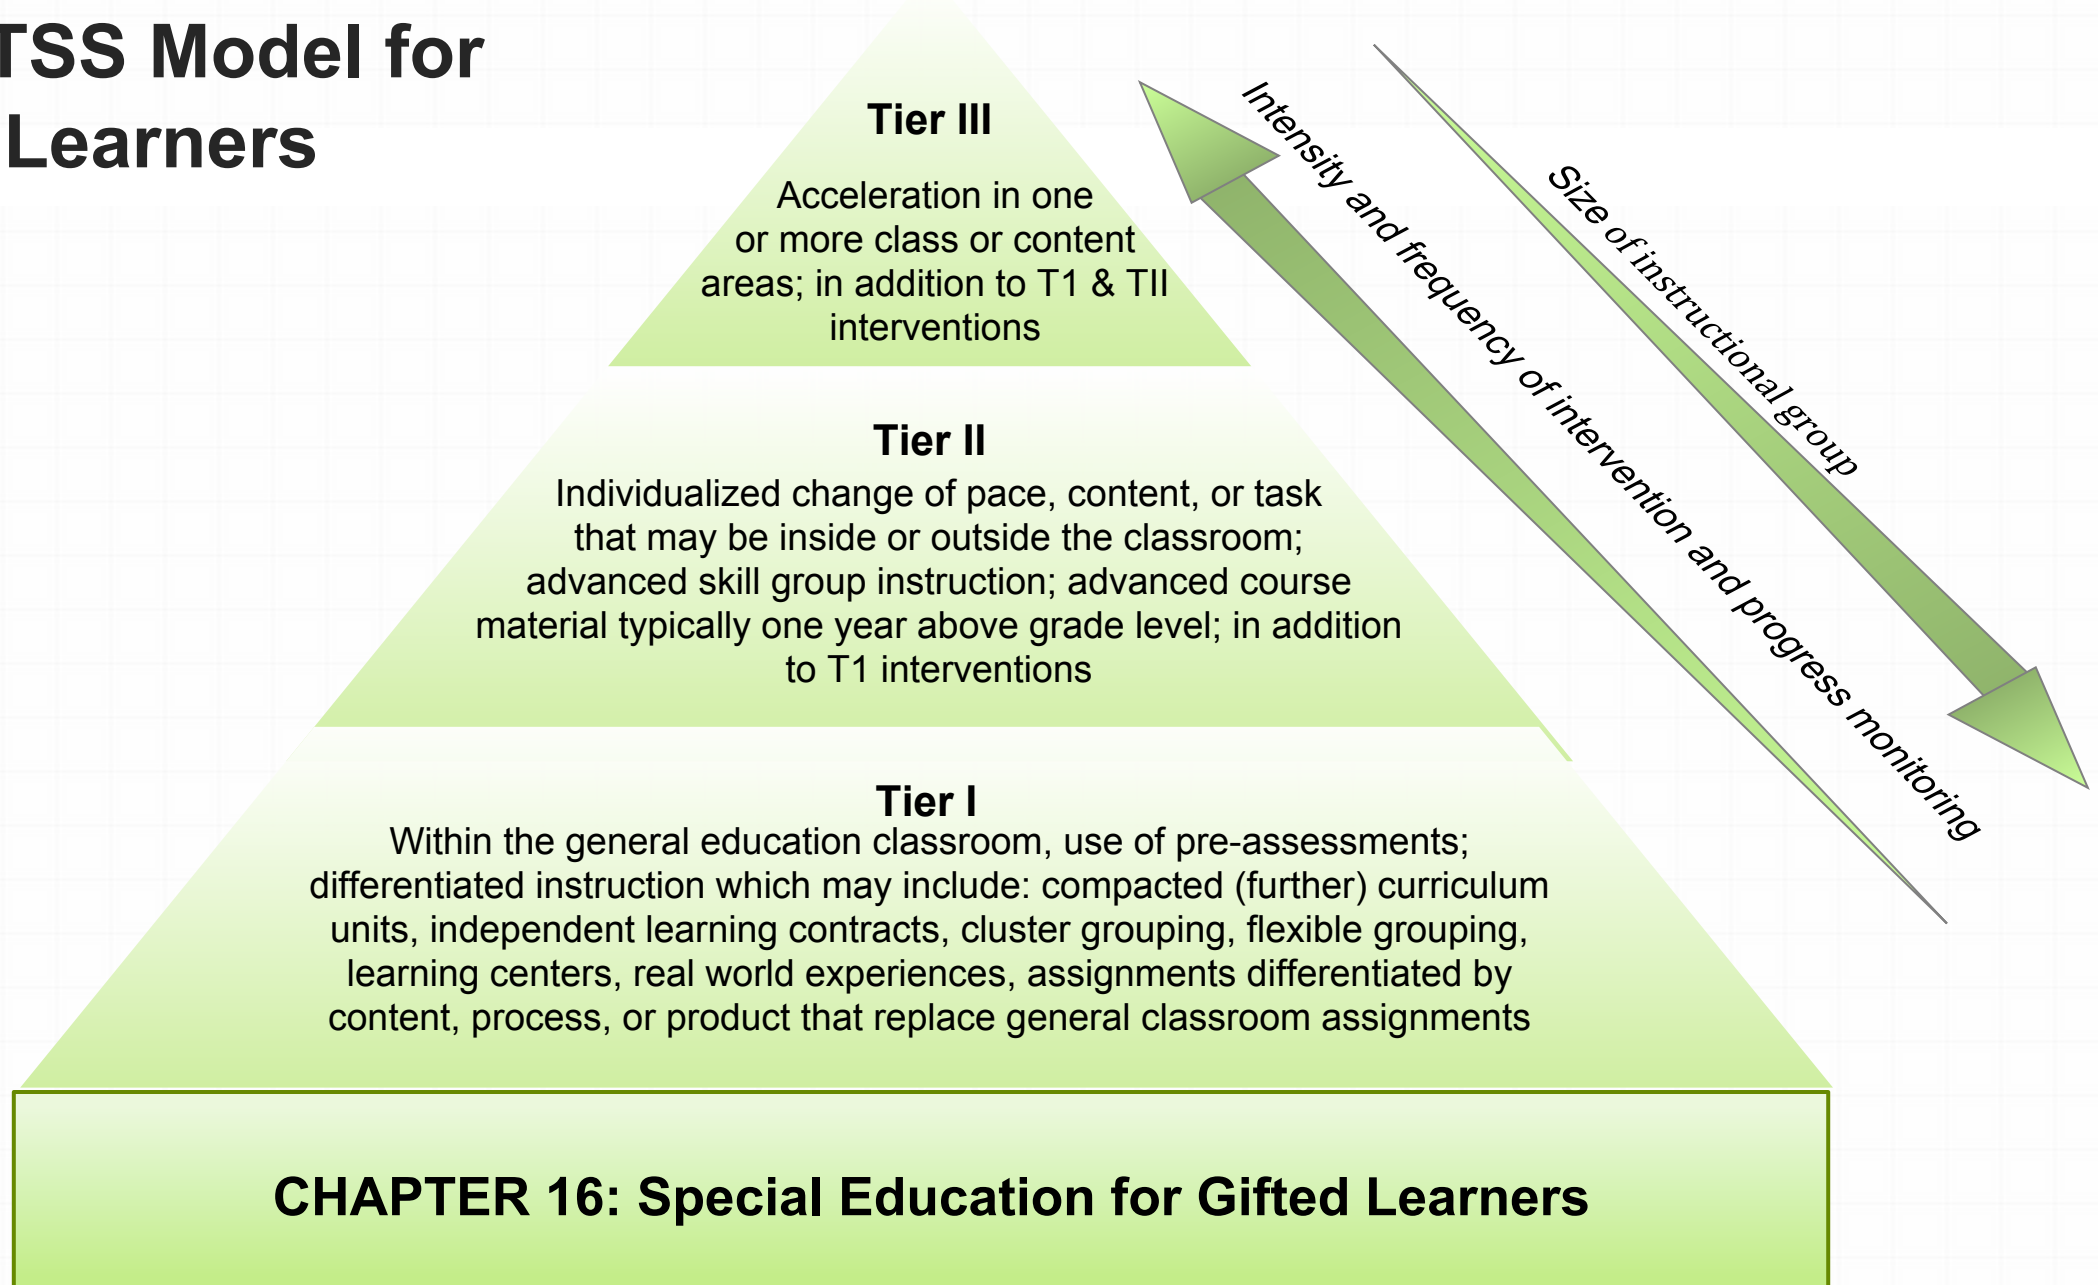 TSS Model for
Learners
Tier III
Acceleration in one
or more class or content
areas; in addition to T1 & TII
interventions
Intensity and frequency of intervention and progress monitoring
Size of instructional group
Tier II
Individualized change of pace, content, or task
that may be inside or outside the classroom;
advanced skill group instruction; advanced course
material typically one year above grade level; in addition
to T1 interventions
Tier I
Within the general education classroom, use of pre-assessments;
differentiated instruction which may include: compacted (further) curriculum
units, independent learning contracts, cluster grouping, flexible grouping,
learning centers, real world experiences, assignments differentiated by
content, process, or product that replace general classroom assignments
CHAPTER 16: Special Education for Gifted Learners